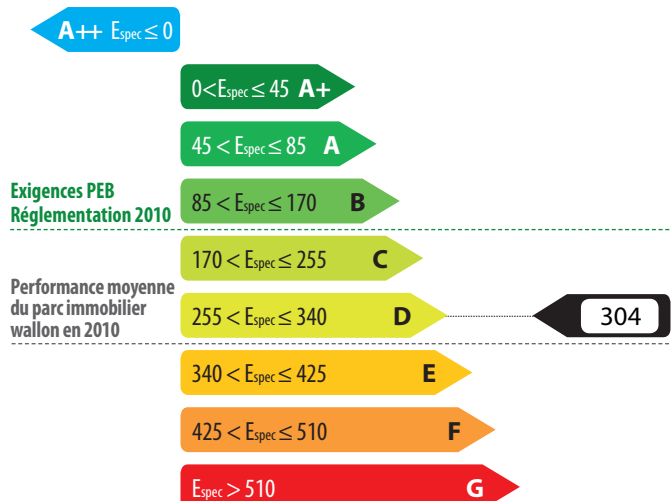 A++ Espec ≤ 0
0<Espec ≤ 45 A+
45 < Espec ≤ 85 A
Exigences PEB
Réglementation 2010
85 < Espec ≤ 170 B
170 < Espec ≤ 255 C
Performance moyenne
du parc immobilier
wallon en 2010
255 < Espec ≤ 340 D
304
340 < Espec ≤ 425 E
425 < Espec ≤ 510 F
Espec > 510 G